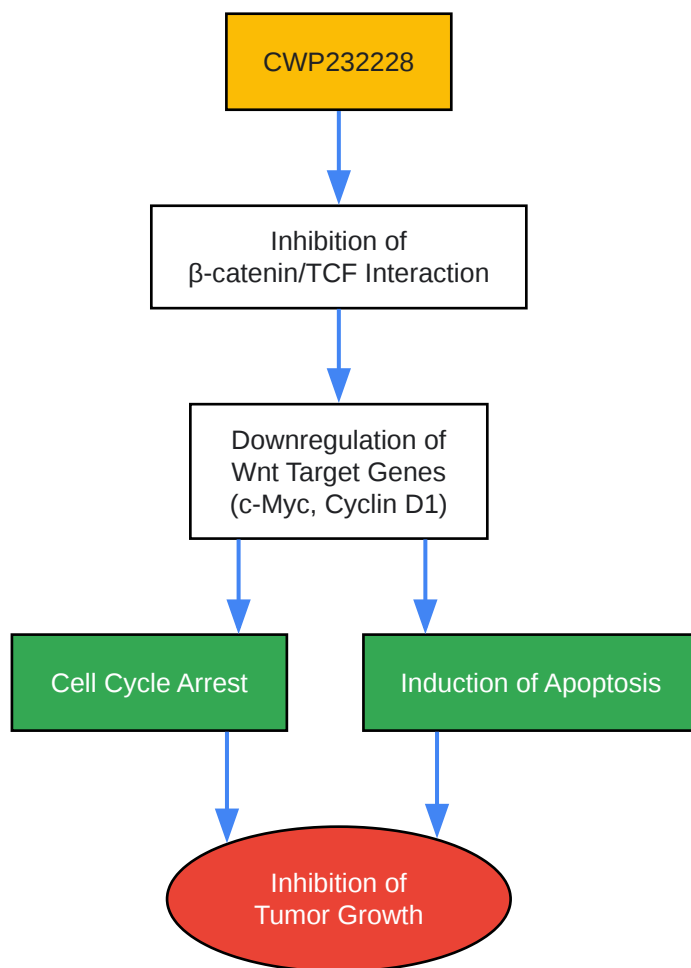 CWP232228
Inhibition of
β-catenin/TCF Interaction
Downregulation of
Wnt Target Genes
(c-Myc, Cyclin D1)
Cell Cycle Arrest
Induction of Apoptosis
Inhibition of
Tumor Growth